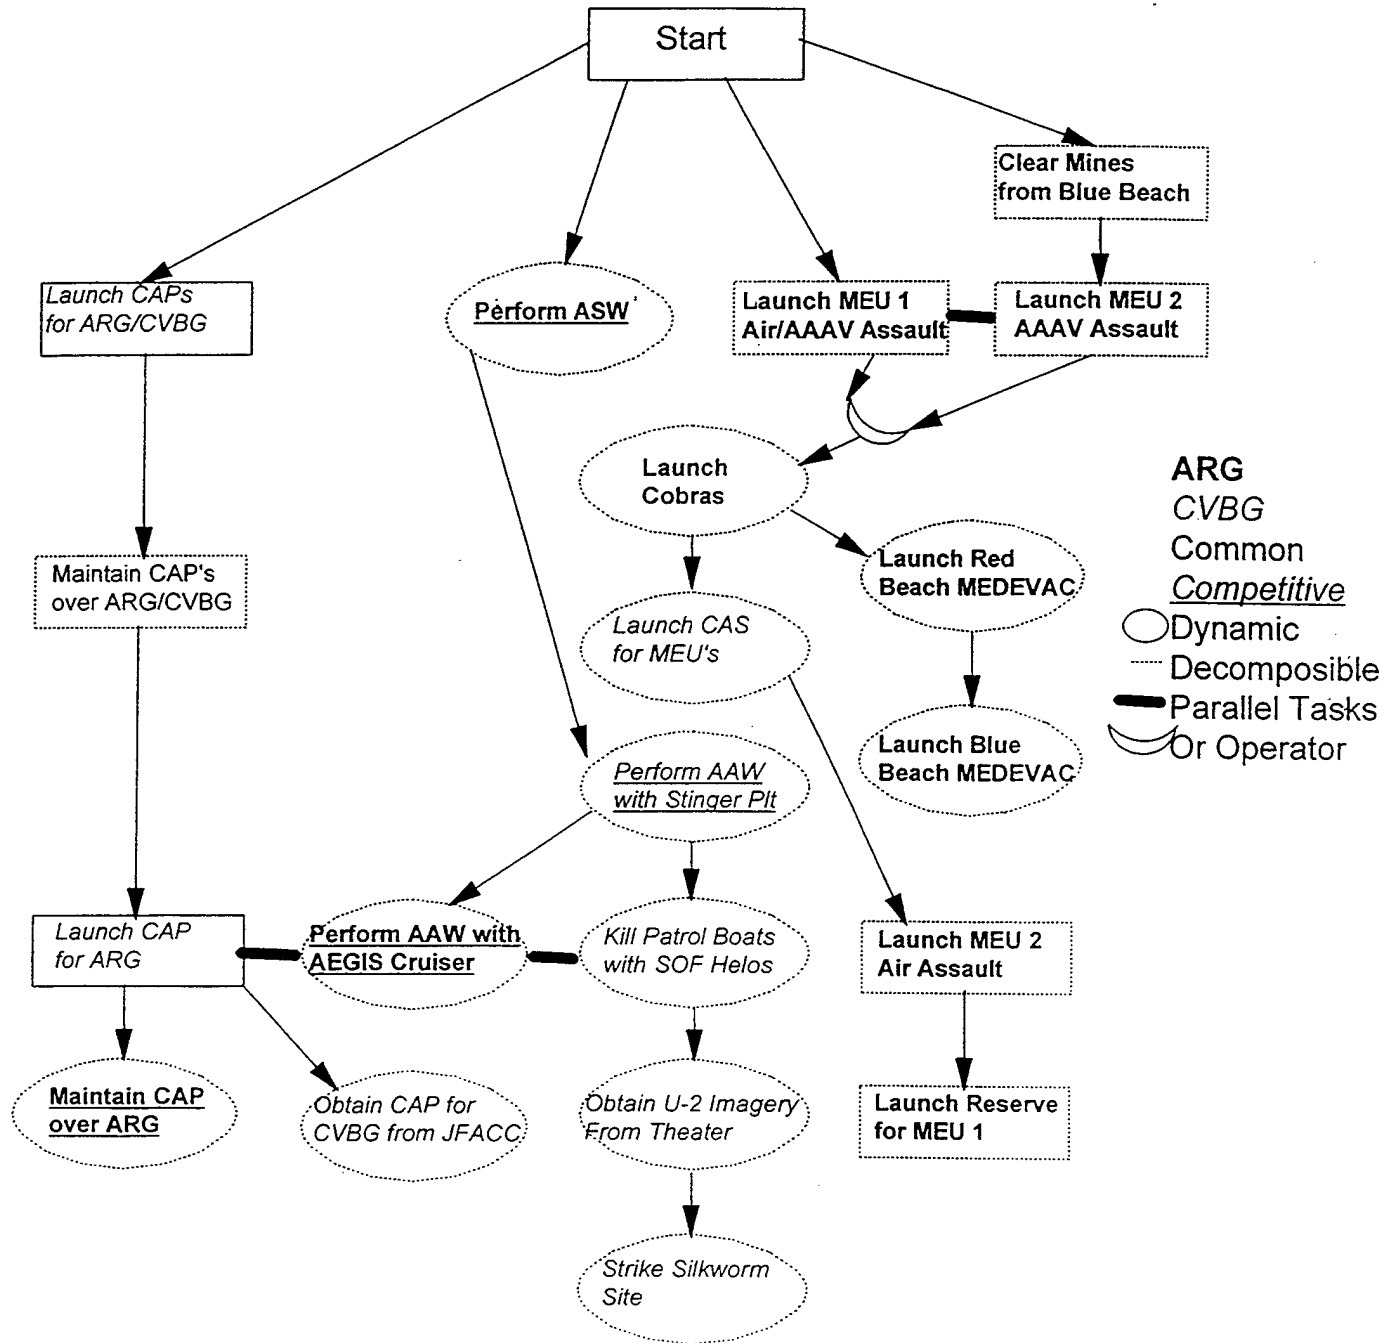 Start
Clear Mines
from Blue Beach
Launch CAPs
for ARG/CVBG
Perform ASW
Launch MEU 1
Air/AAAV Assault
Launch MEU 2
AAAV Assault
Launch
Cobras
ARG
CVBG
Common
Competitive
Dynamic
Decomposible
Parallel Tasks
Or Operator
Maintain CAP's
over ARG/CVBG
Launch Red
Beach MEDEVAC
Launch CAS
for MEU's
Launch Blue
Beach MEDEVAC
Perform AAW
with Stinger Plt
Launch CAP
for ARG
Perform AAW with
AEGIS Cruiser
Kill Patrol Boats
with SOF Helos
Launch MEU 2
Air Assault
Maintain CAP
over ARG
Obtain CAP for
CVBG from JFACC
Obtain U-2 Imagery
From Theater
Launch Reserve
for MEU 1
Strike Silkworm
Site